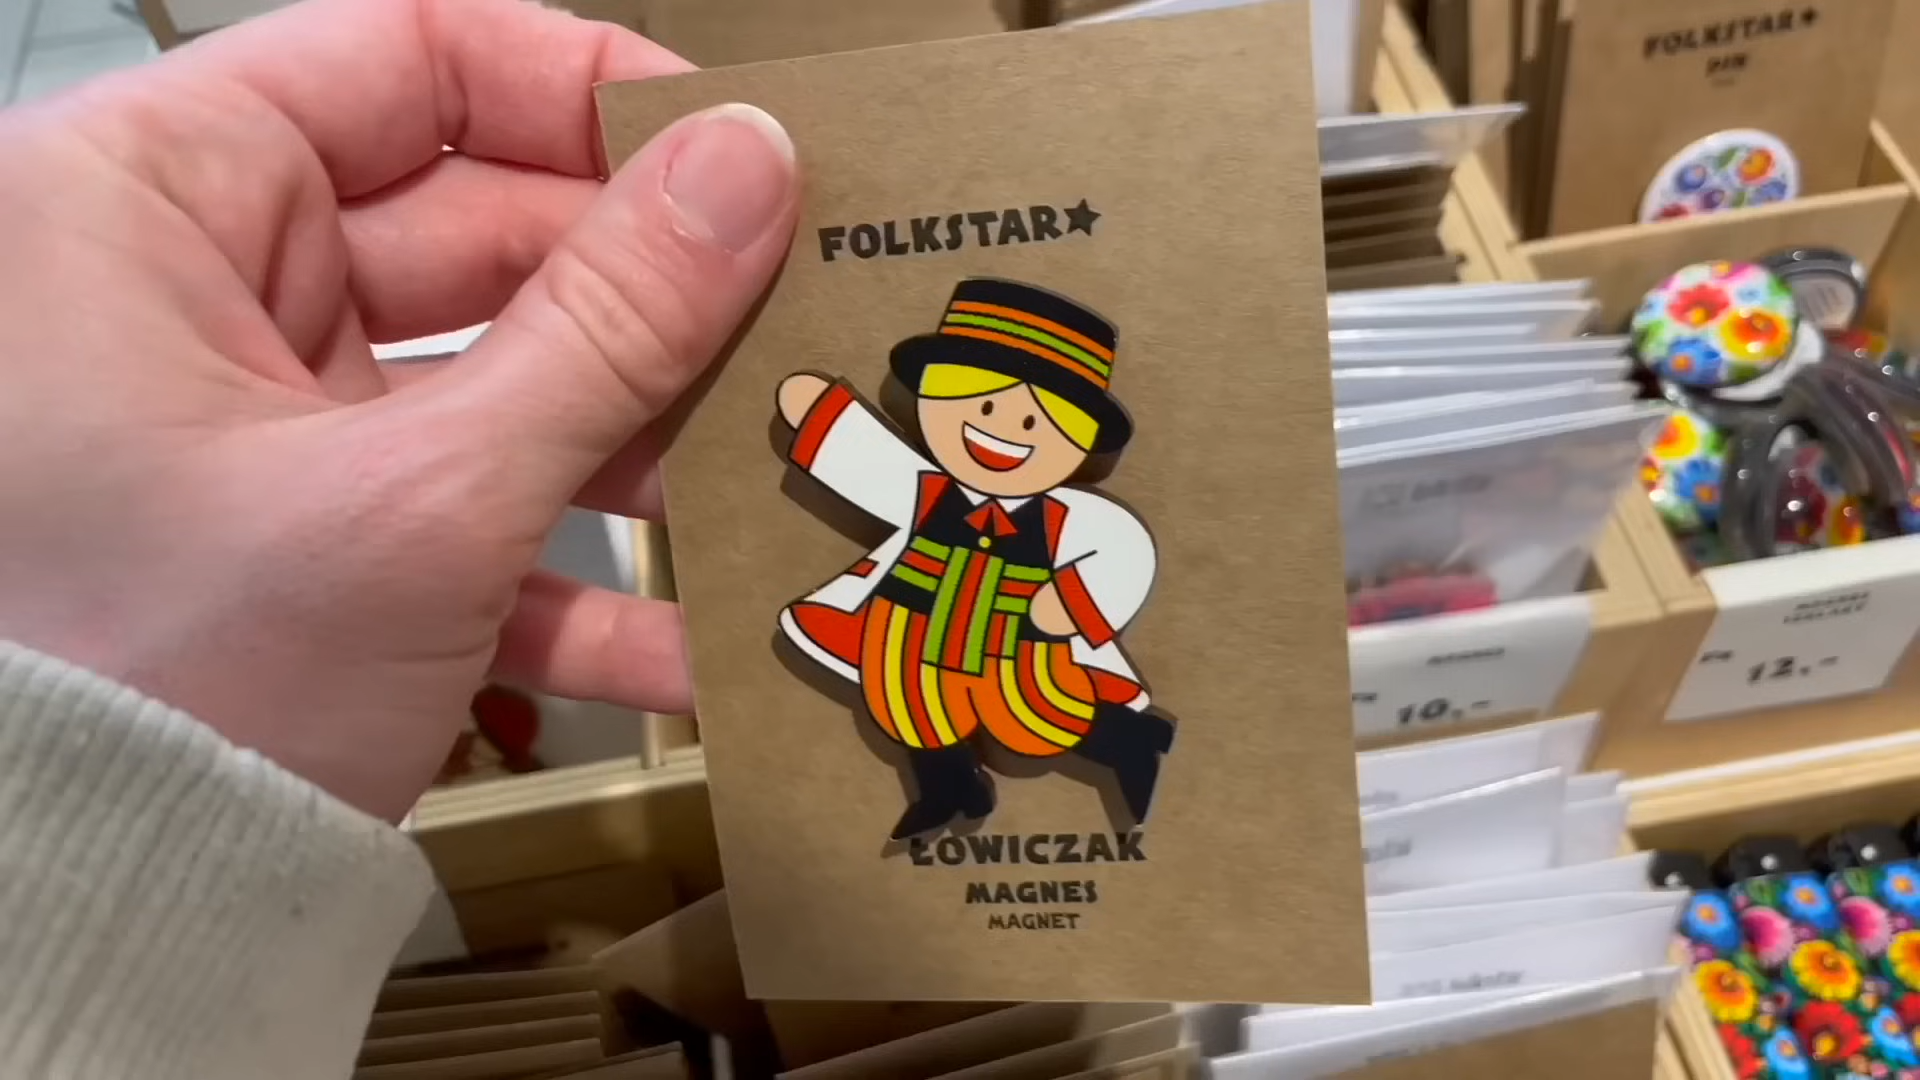 FOLKSTAR★
ŁOWICZAK
MAGNES
MAGNET
FOLKSTAR★
PIN
10,-
12,-